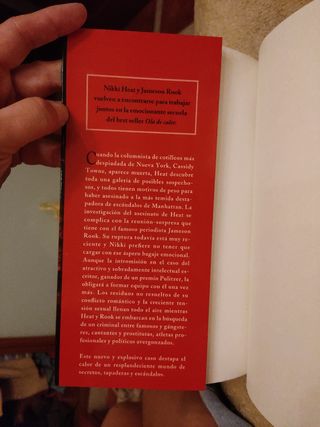 Nikki Heat y Jameson Rook
vuelven a encontrarse para trabajar
juntos en la emocionante secuela
del best seller Ola de calor.
Cuando la columnista de cotilleos más
despiadada de Nueva York, Cassidy
Towne, aparece muerta, Heat descubre
toda una galería de posibles sospecho-
sos, y todos tienen motivos de peso para
haber asesinado a la más temida desta-
padora de escándalos de Manhattan. La
investigación del asesinato de Heat se
complica con la reunión-sorpresa que
tiene con el famoso periodista Jameson
Rook. Su ruptura todavía está muy re-
ciente y Nikki prefiere no tener que
cargar con ese áspero bagaje emocional.
Aunque la intromisión en el caso del
atractivo y sobradamente intelectual es-
critor, ganador de un premio Pulitzer, la
obligará a formar equipo con él una vez
más. Los residuos no resueltos de su
conflicto romántico y la creciente ten-
sión sexual llenan todo el aire mientras
Heat y Rook se embarcan en la búsqueda
de un criminal entre famosos y gángste-
res, cantantes y prostitutas, atletas pro-
fesionales y políticos avergonzados.
Este nuevo y explosivo caso destapa el
calor de un resplandeciente mundo de
secretos, tapaderas y escándalos.